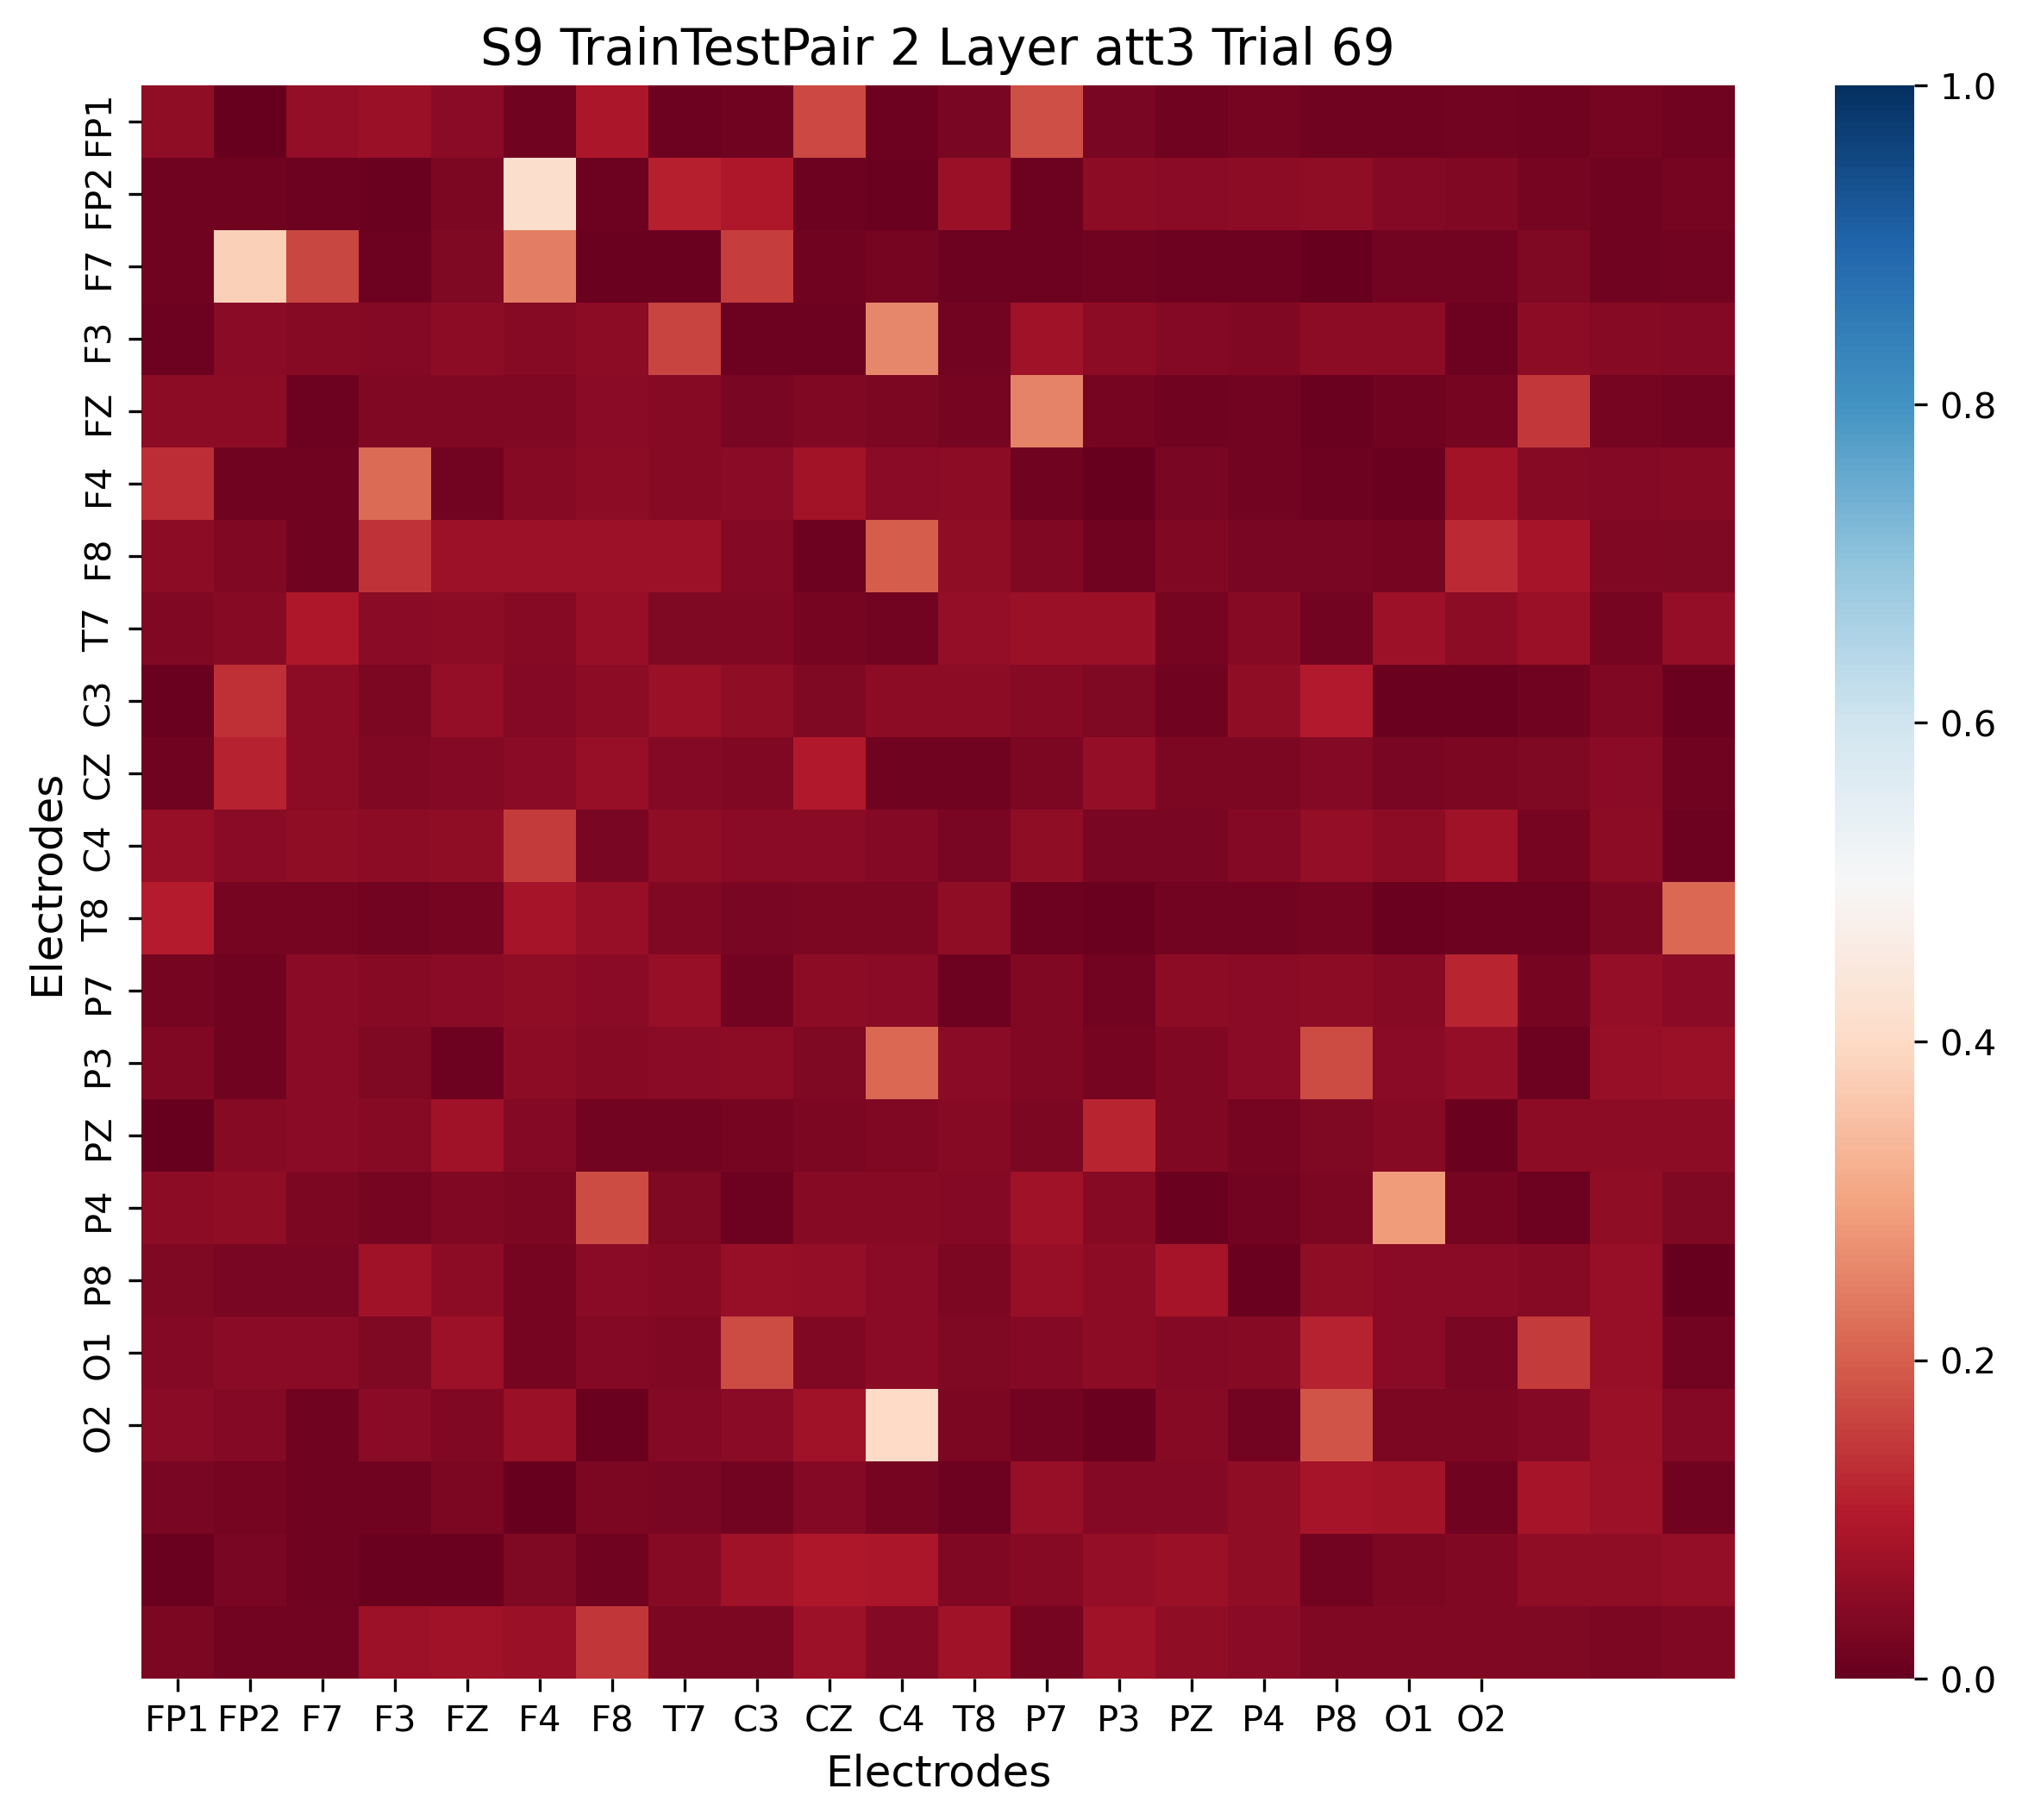 S9 TrainTestPair 2 Layer att3 Trial 69
Electrodes
FP1
FP2
F7
F3
FZ
F4
F8
T7
C3
CZ
C4
T8
P7
P3
PZ
P4
P8
O1
O2
FP1 FP2 F7 F3 FZ F4 F8 T7 C3 CZ C4 T8 P7 P3 PZ P4 P8 O1 O2
Electrodes
1.0
0.8
0.6
0.4
0.2
0.0